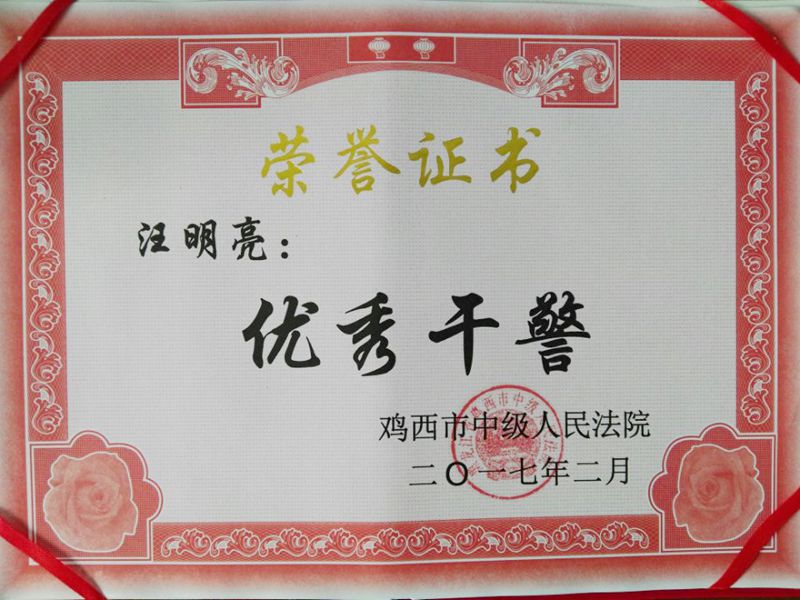 荣誉证书
汪明亮：
优秀干警
鸡西市中级人民法院
二〇一七年二月